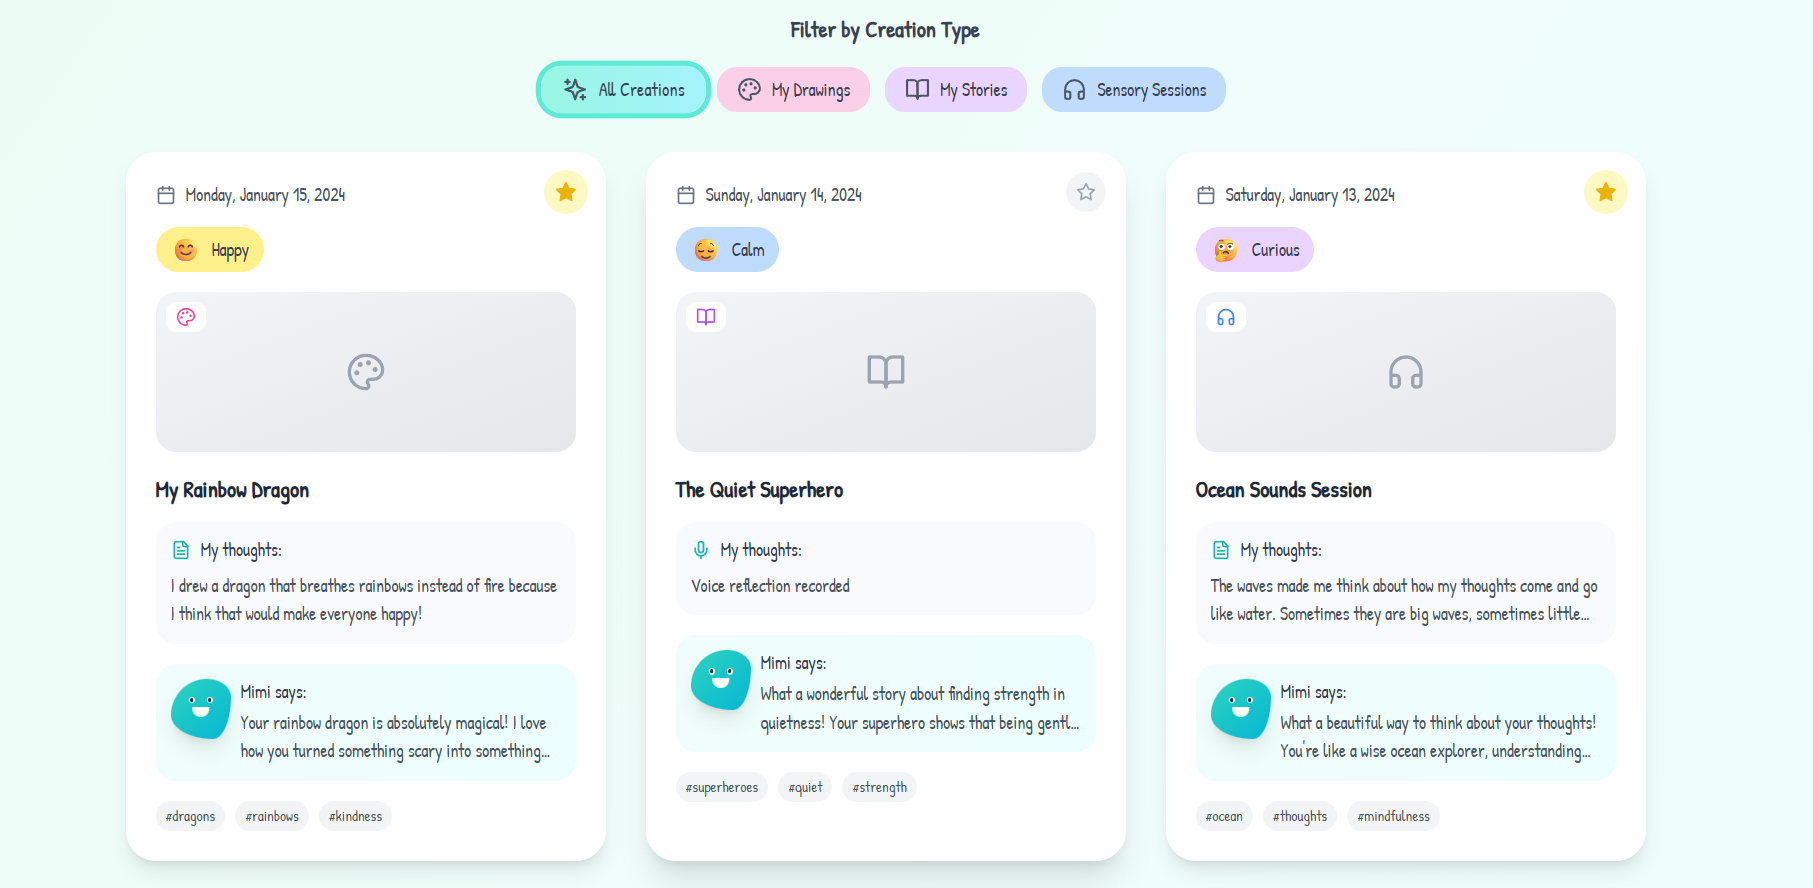 Filter by Creation Type
All Creations
My Drawings
My Stories
Sensory Sessions
Monday, January 15, 2024
Happy
My Rainbow Dragon
My thoughts:
I drew a dragon that breathes rainbows instead of fire because
I think that would make everyone happy!
Mimi says:
Your rainbow dragon is absolutely magical! I love
how you turned something scary into something...
#dragons
#rainbows
#kindness
Sunday, January 14, 2024
Calm
The Quiet Superhero
My thoughts:
Voice reflection recorded
Mimi says:
What a wonderful story about finding strength in
quietness! Your superhero shows that being gentl...
#superheroes
#quiet
#strength
Saturday, January 13, 2024
Curious
Ocean Sounds Session
My thoughts:
The waves made me think about how my thoughts come and go
like water. Sometimes they are big waves, sometimes little...
Mimi says:
What a beautiful way to think about your thoughts!
You're like a wise ocean explorer, understanding...
#ocean
#thoughts
#mindfulness